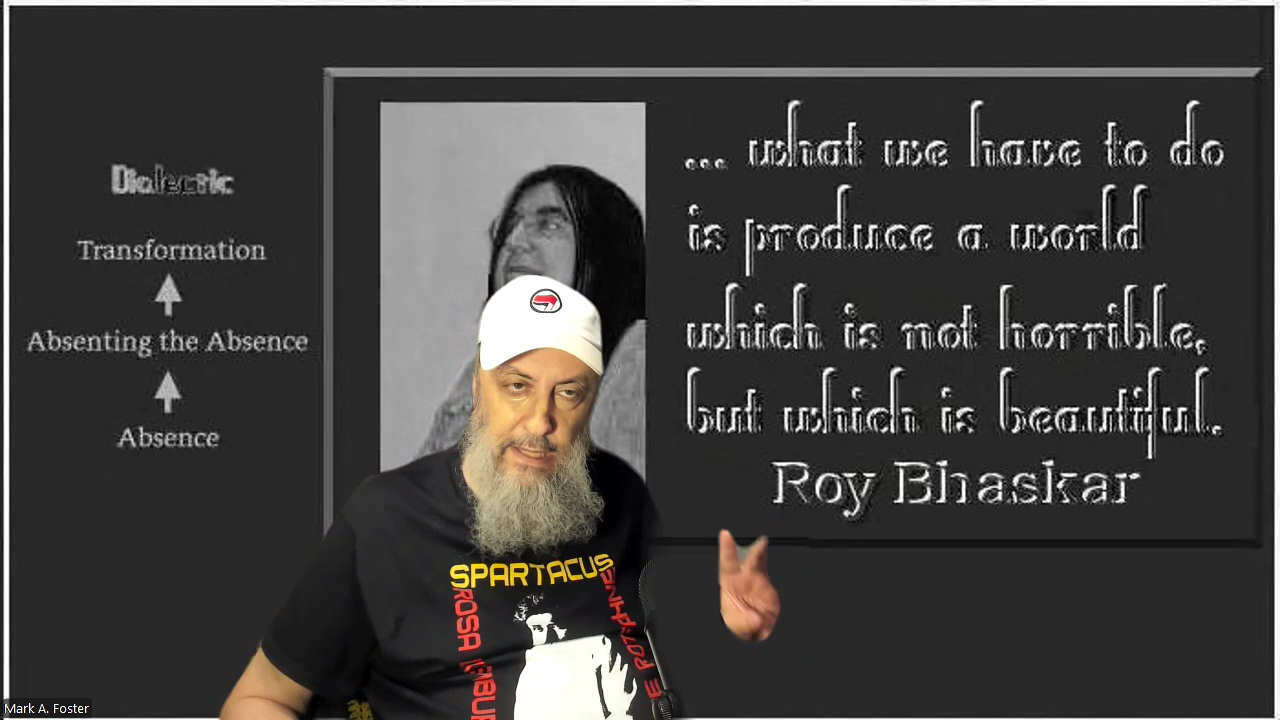 Dialectic
Transformation
Absenting the Absence
Absence
... what we have to do
is produce a world
which is not horrible,
but which is beautiful.
Roy Bhaskar
SPARTACUS
ROSA
Mark A. Foster